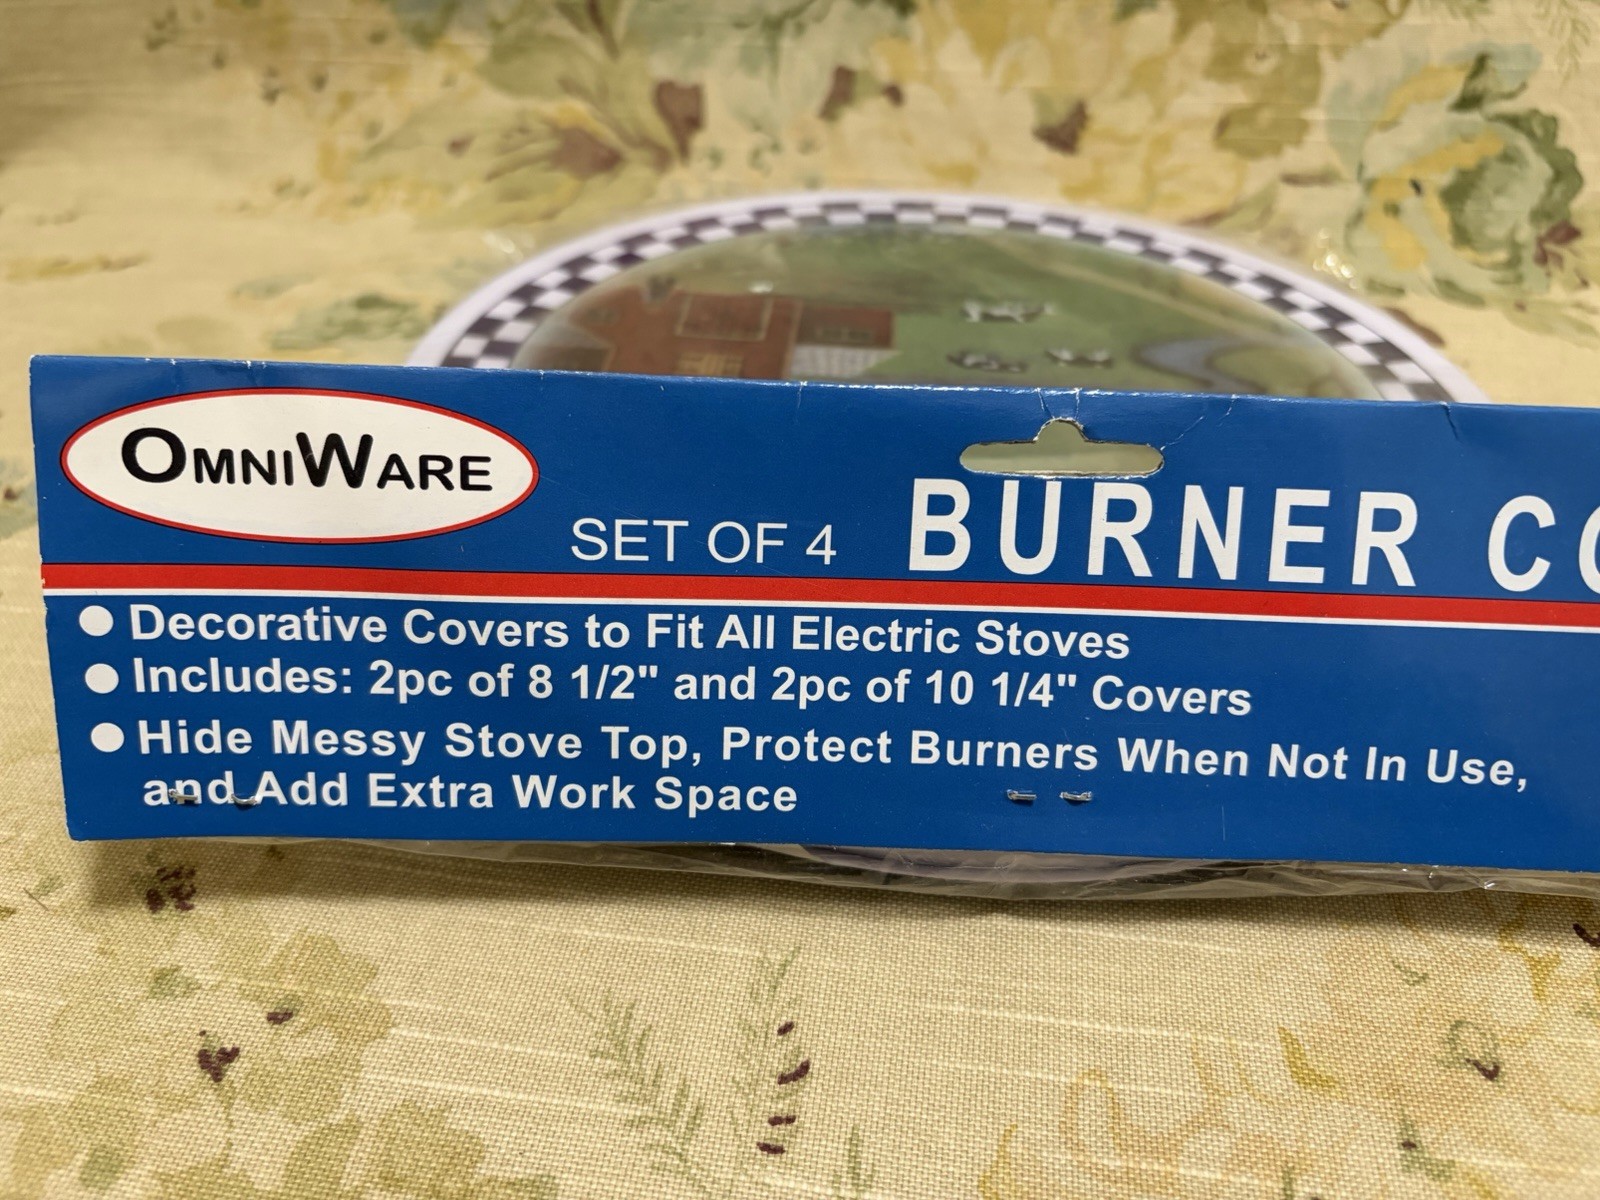 OMNIWARE
SET OF 4 BURNER
● Decorative Covers to Fit All Electric Stoves
● Includes: 2pc of 8 1/2" and 2pc of 10 1/4" Covers
● Hide Messy Stove Top, Protect Burners When Not In Use,
and Add Extra Work Space